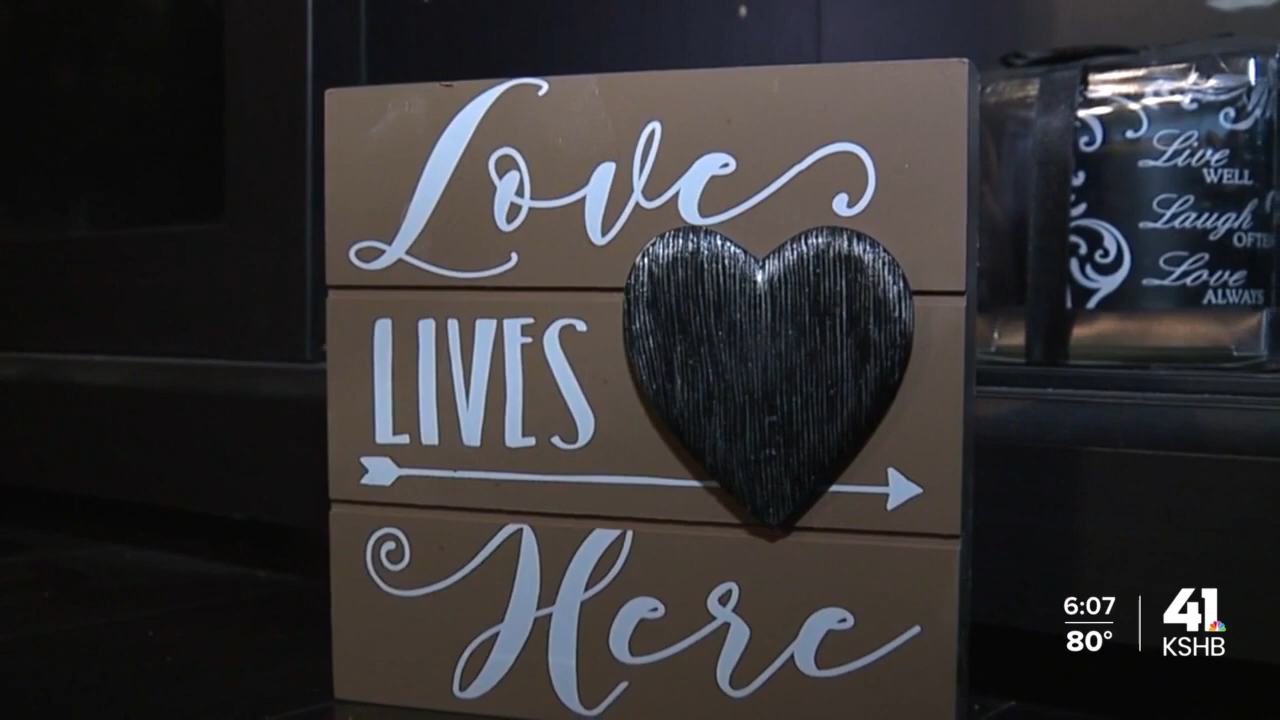 Love
LIVES
Here
Live
WELL
Laugh
OFTEN
Love
ALWAYS
6:07
80°
41
KSHB